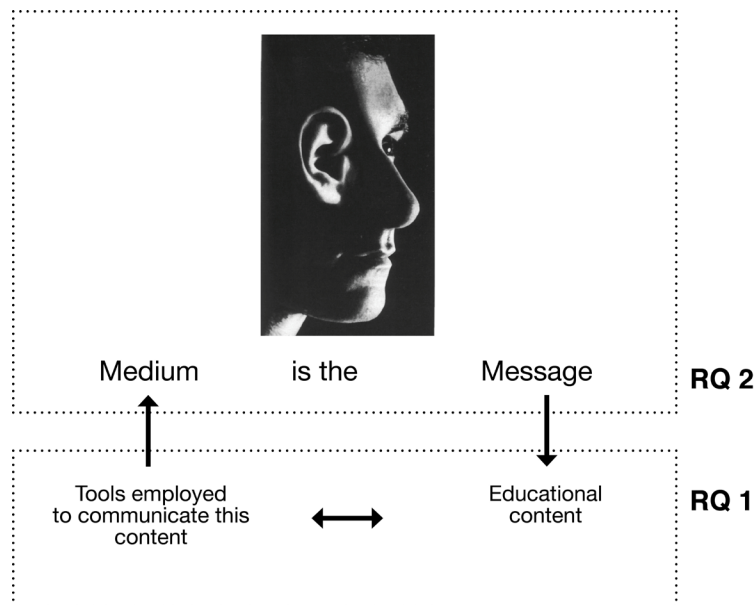 Medium is the Message
RQ 2
Tools employed
to communicate this
content
Educational
content
RQ 1